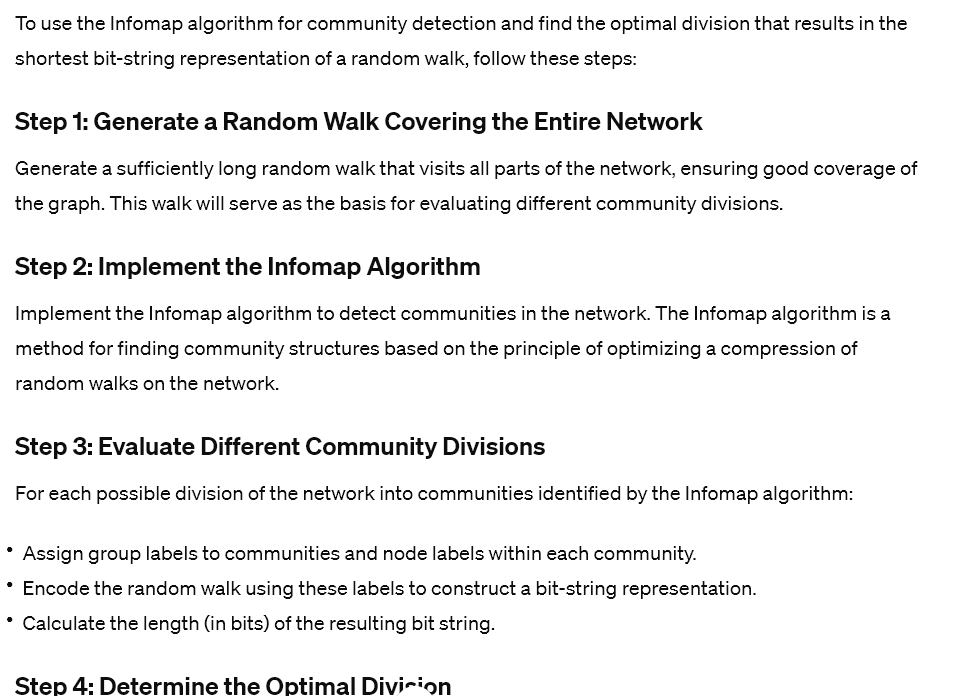 To use the Infomap algorithm for community detection and find the optimal division that results in the
shortest bit-string representation of a random walk, follow these steps:
Step 1: Generate a Random Walk Covering the Entire Network
Generate a sufficiently long random walk that visits all parts of the network, ensuring good coverage of
the graph. This walk will serve as the basis for evaluating different community divisions.
Step 2: Implement the Infomap Algorithm
Implement the Infomap algorithm to detect communities in the network. The Infomap algorithm is a
method for finding community structures based on the principle of optimizing a compression of
random walks on the network.
Step 3: Evaluate Different Community Divisions
For each possible division of the network into communities identified by the Infomap algorithm:
• Assign group labels to communities and node labels within each community.
• Encode the random walk using these labels to construct a bit-string representation.
• Calculate the length (in bits) of the resulting bit string.
Step 4: Determine the Optimal Division